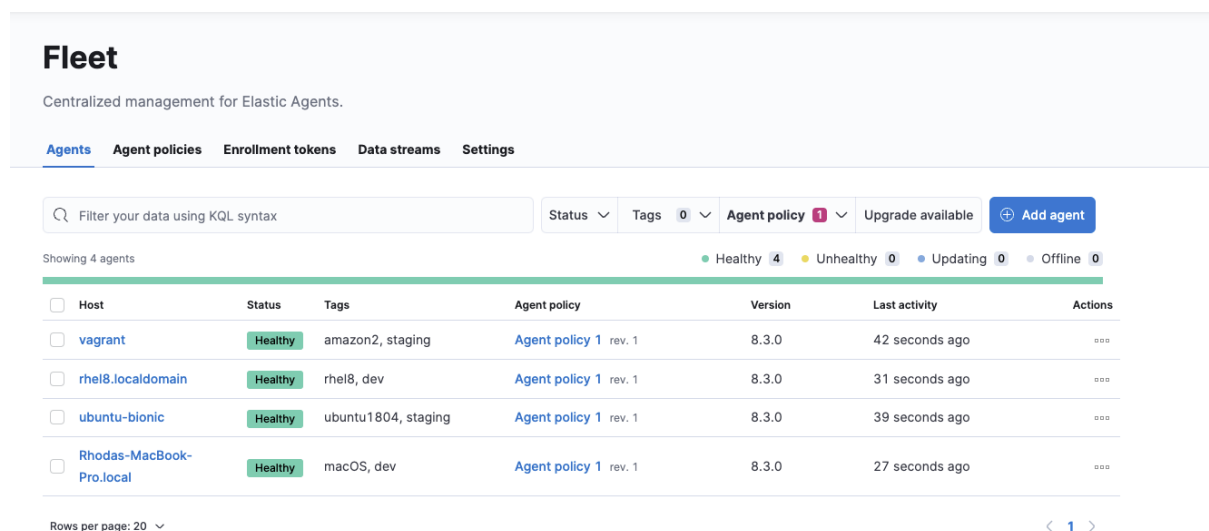 Fleet
Centralized management for Elastic Agents.
Agents Agent policies Enrollment tokens Data streams Settings
Filter your data using KQL syntax Status Tags 0 Agent policy 1 Upgrade available Add agent
Showing 4 agents Healthy 4 Unhealthy 0 Updating 0 Offline 0
Host Status Tags Agent policy Version Last activity Actions
vagrant Healthy amazon2, staging Agent policy 1 rev. 1 8.3.0 42 seconds ago
rhel8.localdomain Healthy rhel8, dev Agent policy 1 rev. 1 8.3.0 31 seconds ago
ubuntu-bionic Healthy ubuntu1804, staging Agent policy 1 rev. 1 8.3.0 39 seconds ago
Rhodas-MacBook-
Pro.local Healthy macOS, dev Agent policy 1 rev. 1 8.3.0 27 seconds ago
Rows per page: 20 1